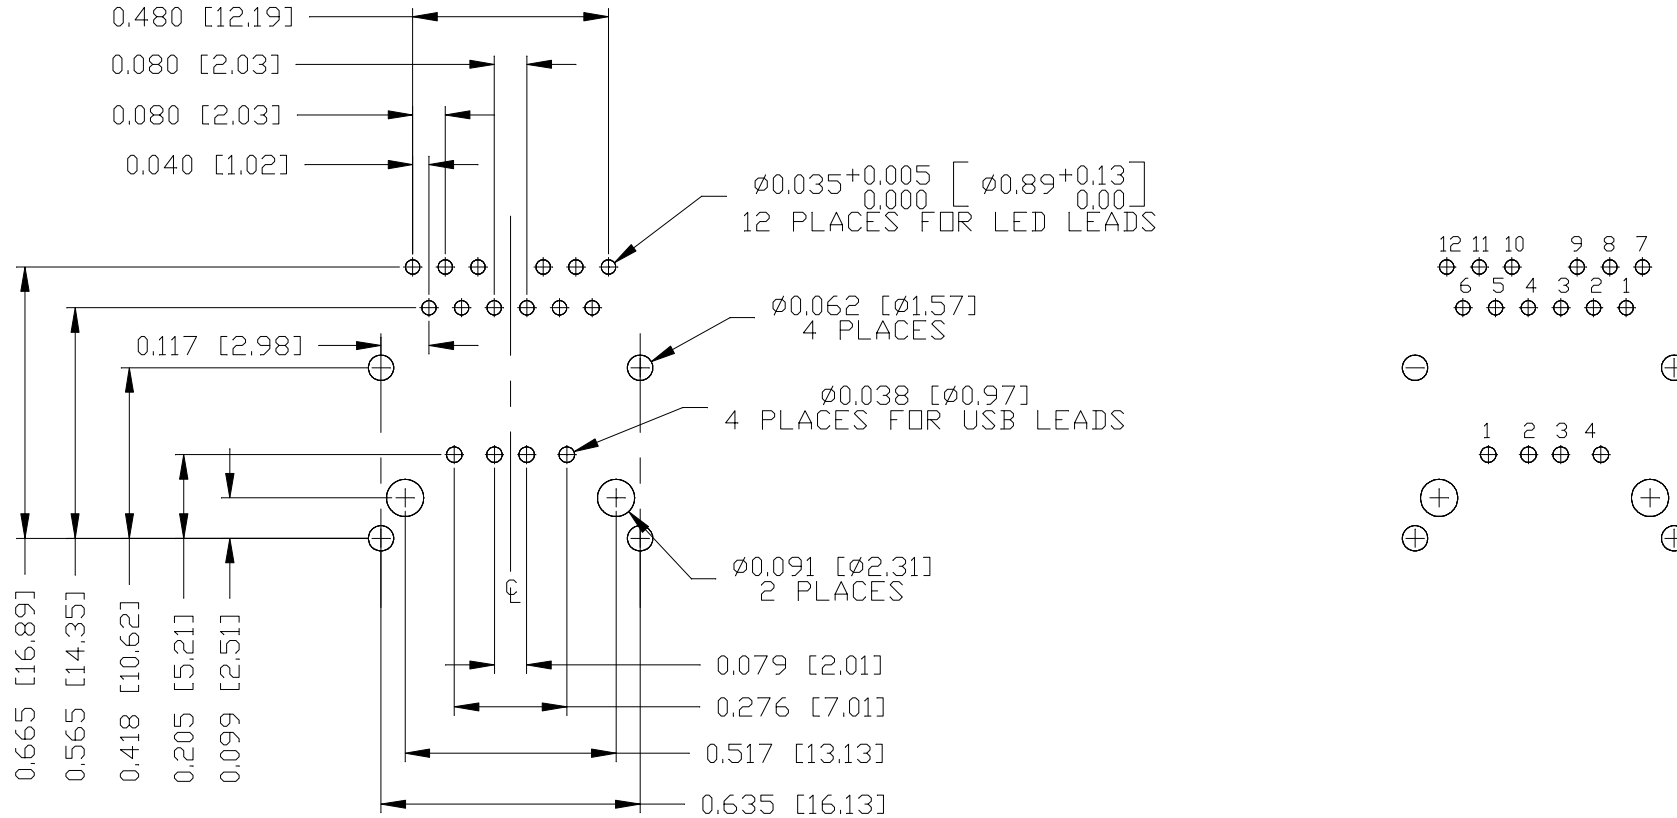 0.480 [12.19]
0.080 [2.03]
0.080 [2.03]
0.040 [1.02]
Ø0.035+0.005 [ Ø0.89+0.13 ]
0.000 0.00
12 PLACES FOR LED LEADS
Ø0.062 [Ø1.57]
4 PLACES
0.117 [2.98]
Ø0.038 [Ø0.97]
4 PLACES FOR USB LEADS
Ø0.091 [Ø2.31]
2 PLACES
℄
0.079 [2.01]
0.276 [7.01]
0.517 [13.13]
0.635 [16.13]
0.665 [16.89]
0.565 [14.35]
0.418 [10.62]
0.205 [5.21]
0.099 [2.51]
12 11 10 9 8 7
6 5 4 3 2 1
1 2 3 4